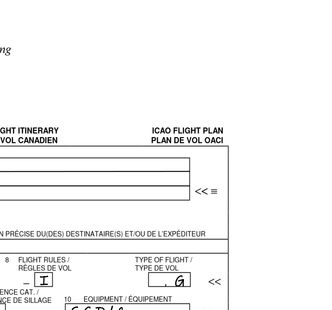 ng
GHT ITINERARY ICAO FLIGHT PLAN
VOL CANADIEN PLAN DE VOL OACI
<< ≡
N PRÉCISE DU(DES) DESTINATAIRE(S) ET/OU DE L'EXPÉDITEUR
8 FLIGHT RULES / TYPE OF FLIGHT /
RÈGLES DE VOL TYPE DE VOL
– I G <<
ENCE CAT. /
NCE DE SILLAGE 10 EQUIPMENT / ÉQUIPEMENT